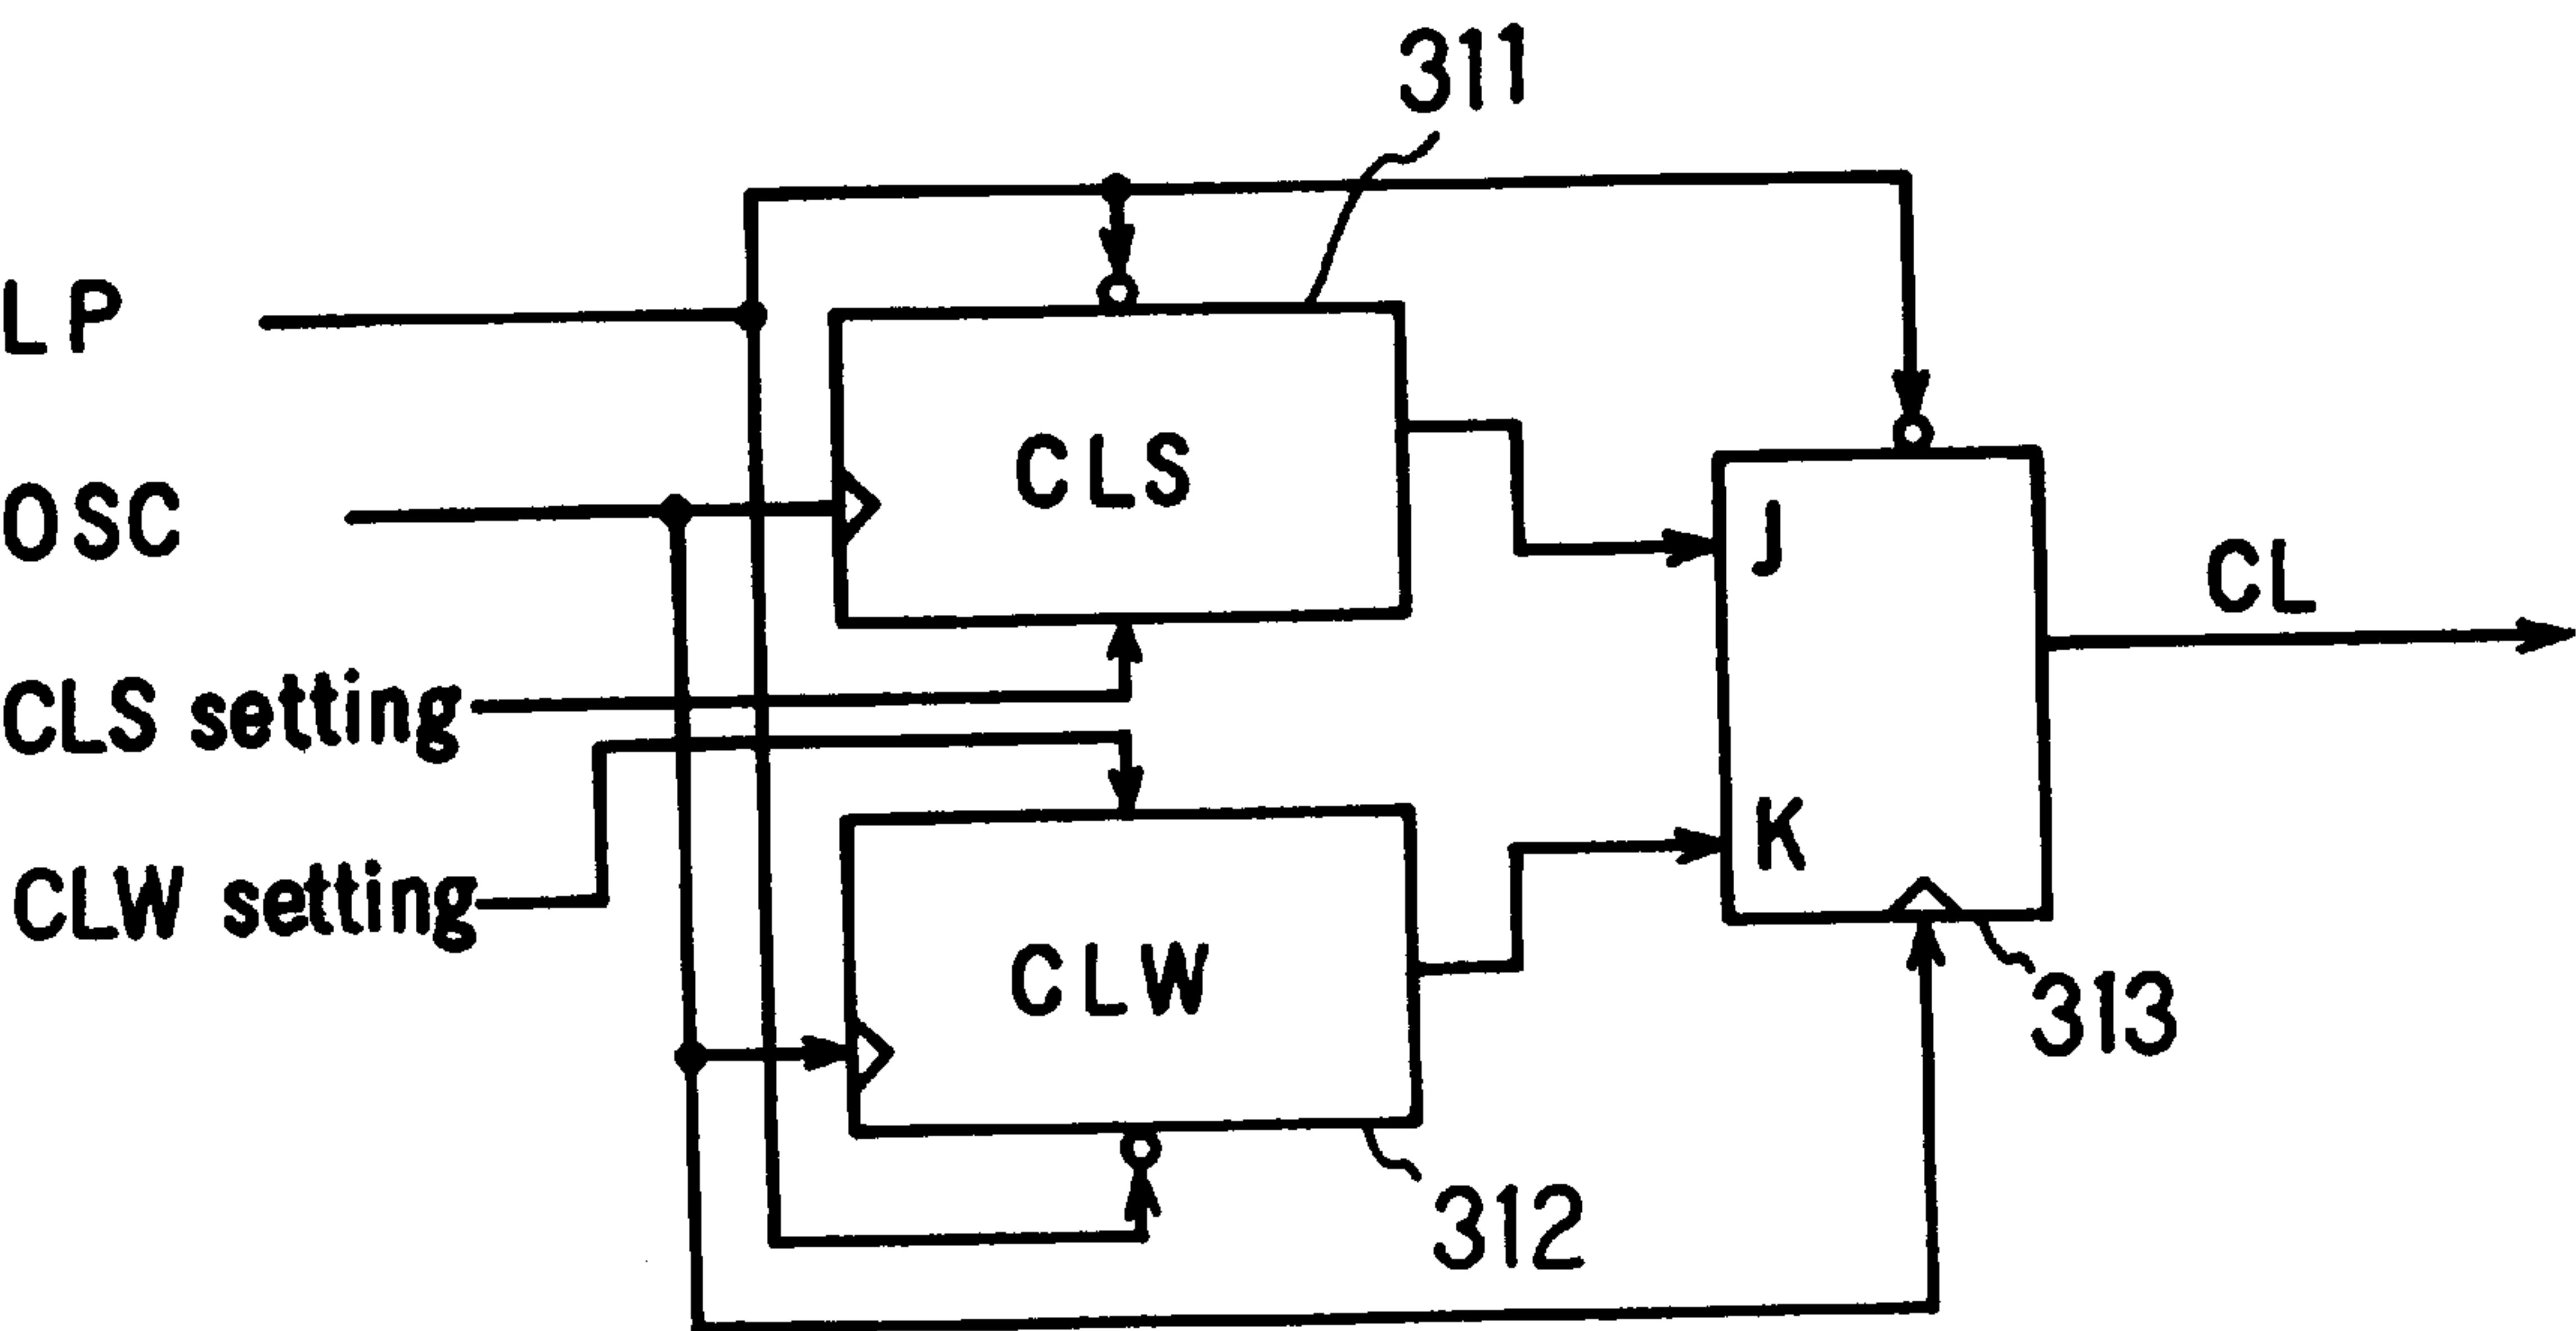 311
LP
CLS
OSC
J
CL
CLS setting
K
CLW setting
CLW
313
312